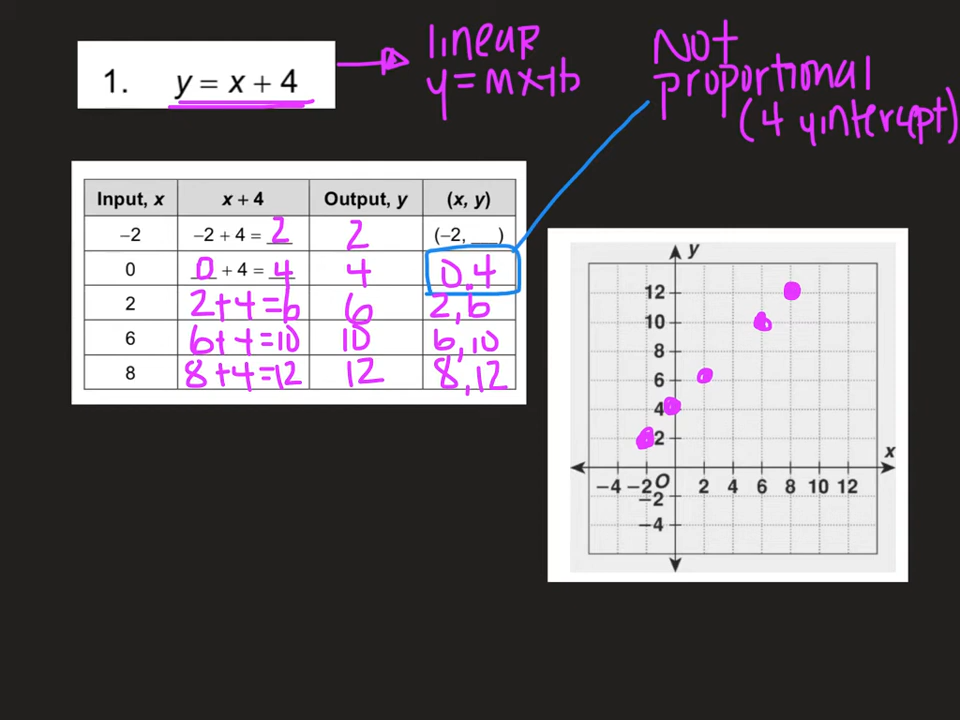 1. y = x + 4
linear
y = mx+b
Not
proportional
(4 yintercept)
Input, x x + 4 Output, y (x, y)
−2 −2 + 4 = 2 2 (−2, ___)
0 0 + 4 = 4 4 0.4
2 2+4=6 6 2,6
6 6+4=10 10 6,10
8 8+4=12 12 8,12
y
12
10
8
6
4
2
x
−4 −2 O 2 4 6 8 10 12
−2
−4